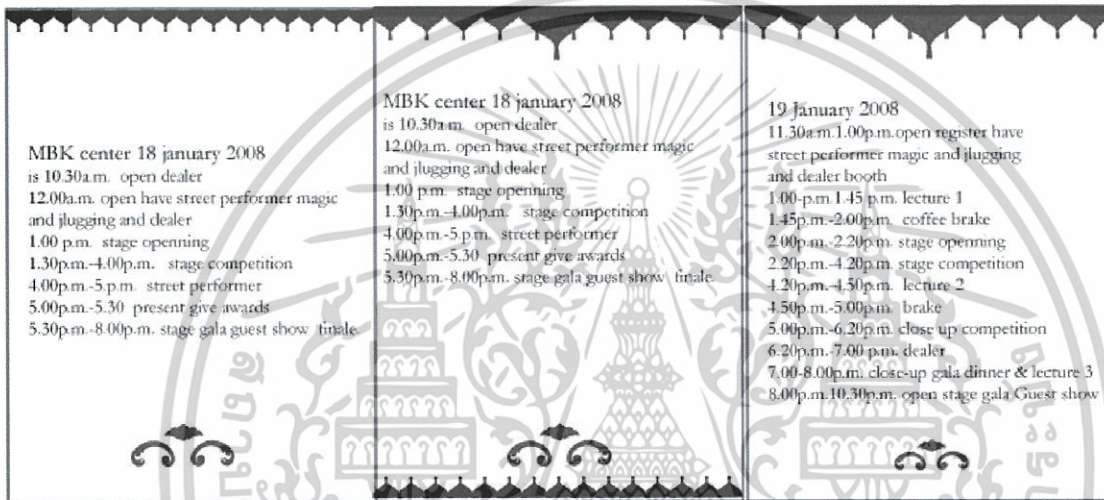 MBK center 18 january 2008
is 10.30a.m. open dealer
12.00a.m. open have street performer magic
and jlugging and dealer
1.00 p.m. stage openning
1.30p.m.-4.00p.m. stage competition
4.00p.m.-5.p.m. street performer
5.00p.m.-5.30 present give awards
5.30p.m.-8.00p.m. stage gala guest show finale
MBK center 18 january 2008
is 10.30a.m. open dealer
12.00a.m. open have street performer magic
and jlugging and dealer
1.00 p.m. stage openning
1.30p.m.-4.00p.m. stage competition
4.00p.m.-5.p.m. street performer
5.00p.m.-5.30 present give awards
5.30p.m.-8.00p.m. stage gala guest show finale
19 January 2008
11.30a.m.1.00p.m.open register have
street performer magic and jlugging
and dealer booth
1.00-p.m.1.45 p.m. lecture 1
1.45p.m.-2.00p.m. coffee brake
2.00p.m.-2.20p.m. stage openning
2.20p.m.-4.20p.m. stage competition
4.20p.m.-4.50p.m. lecture 2
4.50p.m.-5.00p.m. brake
5.00p.m.-6.20p.m. close up competition
6.20p.m.-7.00 p.m. dealer
7.00-8.00p.m. close-up gala dinner & lecture 3
8.00p.m.10.30p.m. open stage gala Guest show